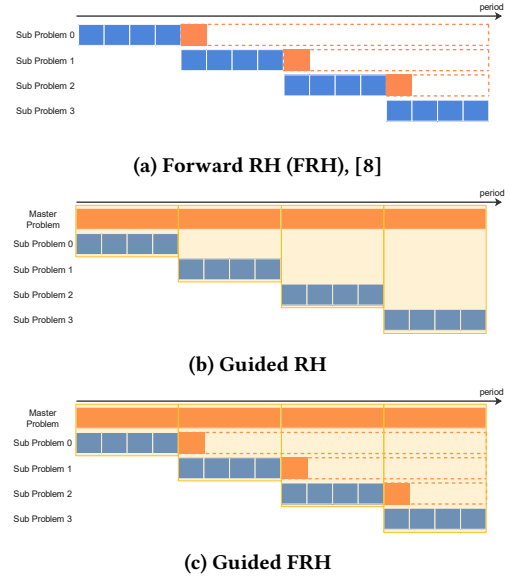 period
Sub Problem 0
Sub Problem 1
Sub Problem 2
Sub Problem 3
(a) Forward RH (FRH), [8]
period
Master
Problem
Sub Problem 0
Sub Problem 1
Sub Problem 2
Sub Problem 3
(b) Guided RH
period
Master
Problem
Sub Problem 0
Sub Problem 1
Sub Problem 2
Sub Problem 3
(c) Guided FRH